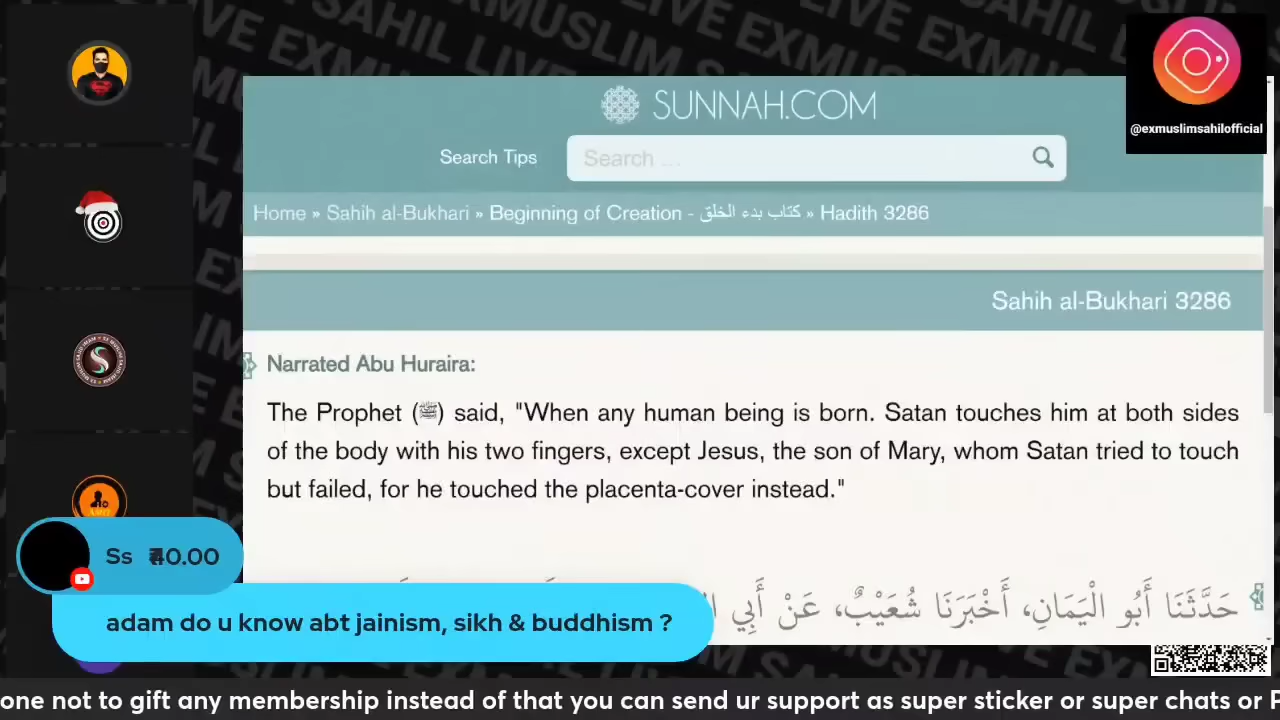 SUNNAH.COM
@exmuslimsahilofficial
Search Tips
Search ...
Home » Sahih al-Bukhari » Beginning of Creation - كتاب بدء الخلق » Hadith 3286
Sahih al-Bukhari 3286
Narrated Abu Huraira:
The Prophet (ﷺ) said, "When any human being is born. Satan touches him at both sides
of the body with his two fingers, except Jesus, the son of Mary, whom Satan tried to touch
but failed, for he touched the placenta-cover instead."
Ss 40.00
حَدَّثَنَا أَبُو الْيَمَانِ، أَخْبَرَنَا شُعَيْبٌ، عَنْ أَبِي
adam do u know abt jainism, sikh & buddhism ?
one not to gift any membership instead of that you can send ur support as super sticker or super chats or